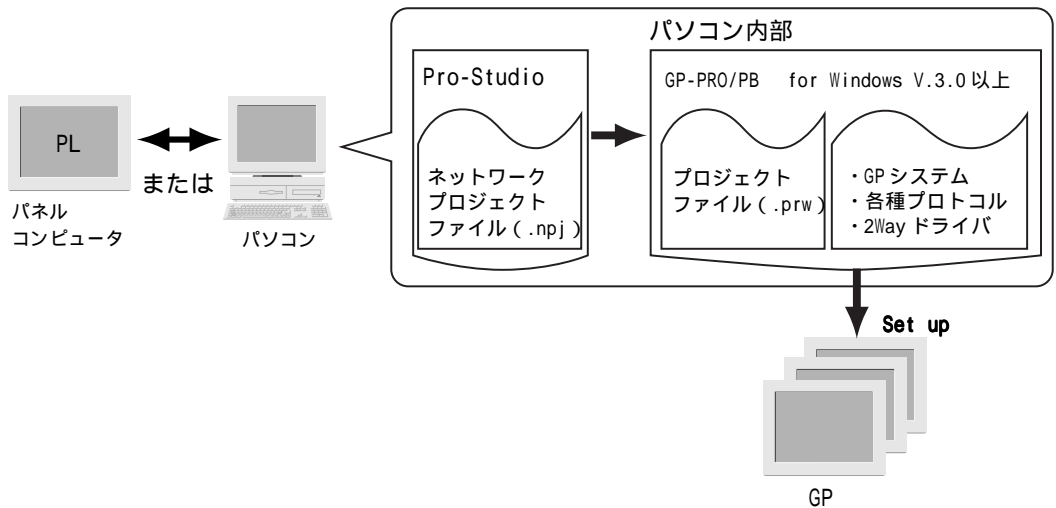 パソコン内部
Pro-Studio
GP-PRO/PB for Windows V.3.0以上
PL
または
パネル
コンピュータ
パソコン
ネットワーク
プロジェクト
ファイル(.npj)
プロジェクト
ファイル(.prw)
・GPシステム
・各種プロトコル
・2Wayドライバ
Set up
GP